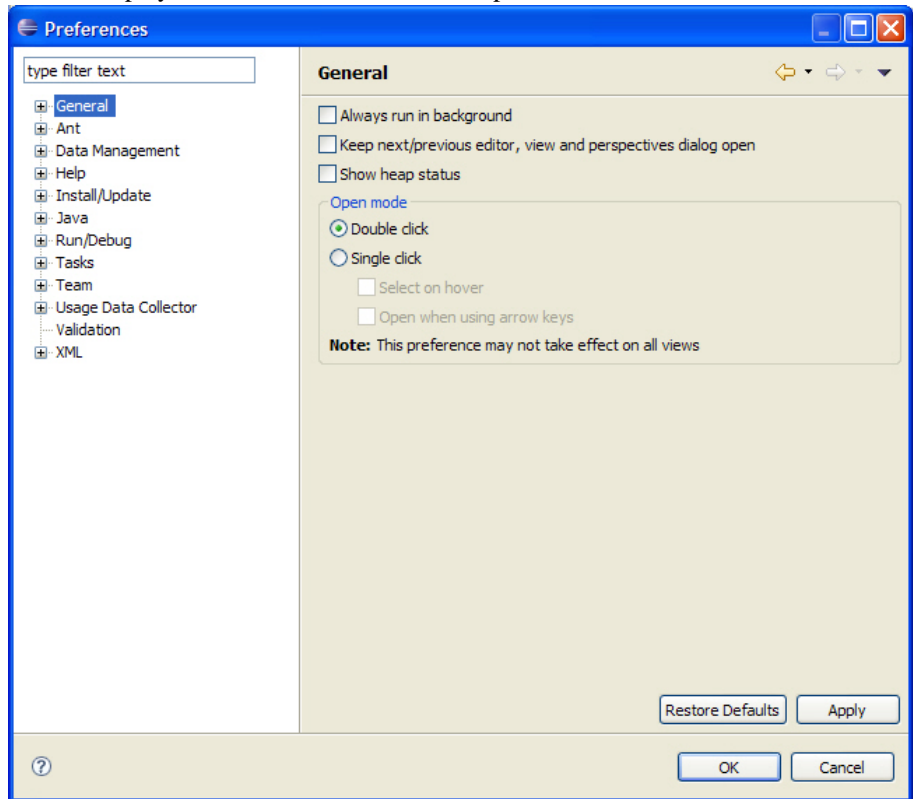 Preferences
type filter text
General
Ant
Data Management
Help
Install/Update
Java
Run/Debug
Tasks
Team
Usage Data Collector
Validation
XML
General
Always run in background
Keep next/previous editor, view and perspectives dialog open
Show heap status
Open mode
Double click
Single click
Select on hover
Open when using arrow keys
Note: This preference may not take effect on all views
Restore Defaults
Apply
OK
Cancel